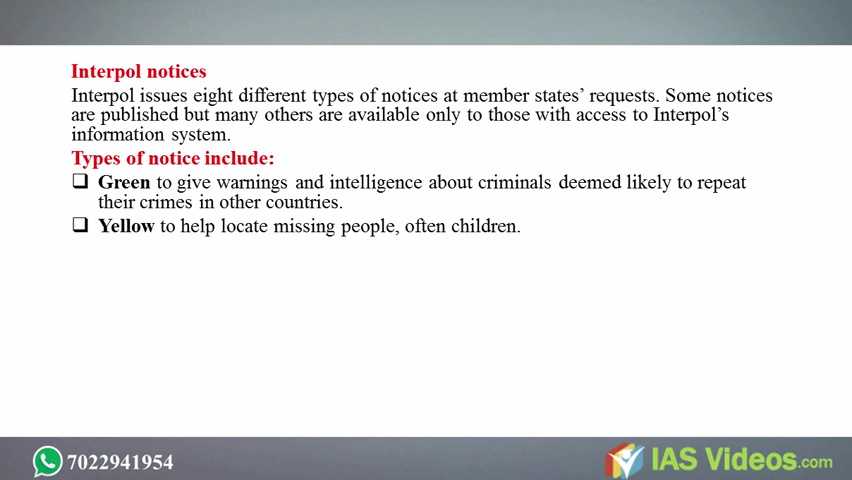 Interpol notices
Interpol issues eight different types of notices at member states’ requests. Some notices
are published but many others are available only to those with access to Interpol’s
information system.
Types of notice include:
Green to give warnings and intelligence about criminals deemed likely to repeat
their crimes in other countries.
Yellow to help locate missing people, often children.
7022941954
IAS Videos.com